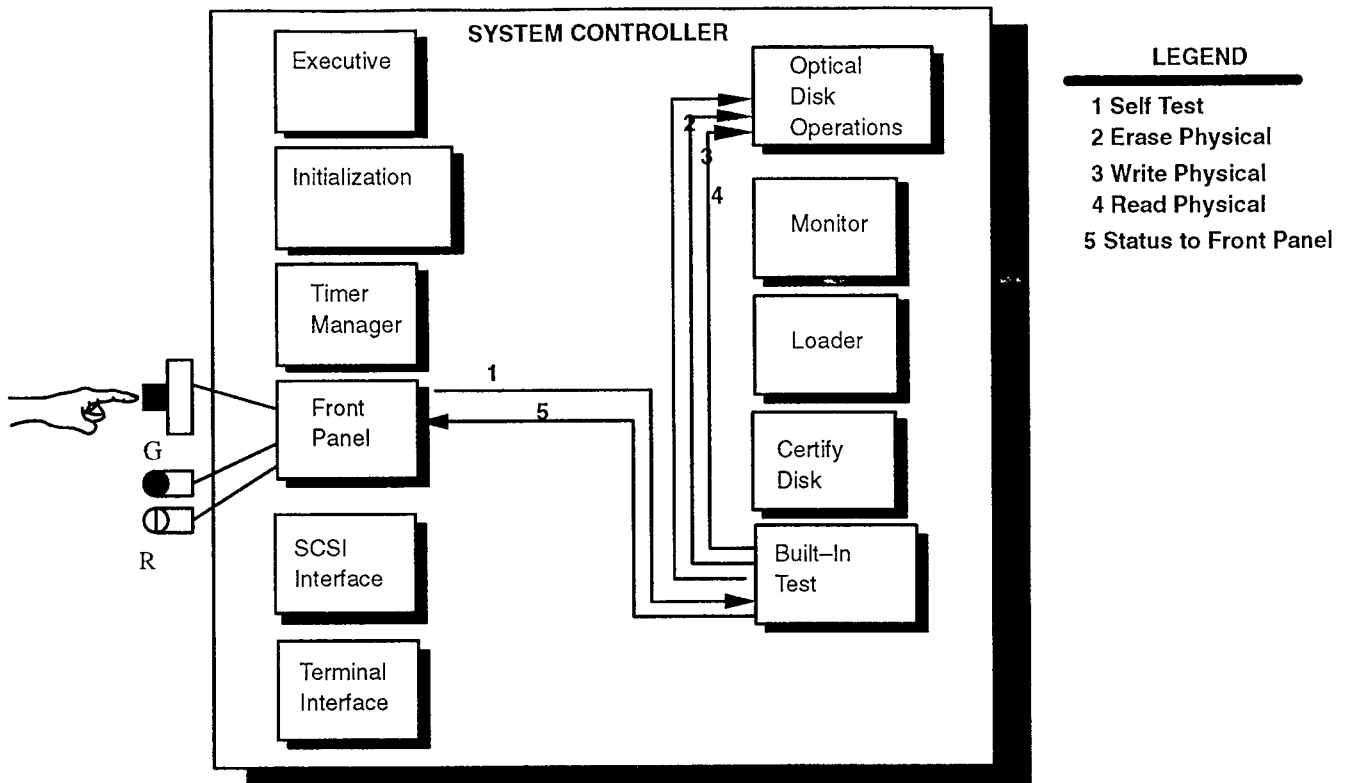 SYSTEM CONTROLLER
Executive
Initialization
Timer
Manager
Front
Panel
SCSI
Interface
Terminal
Interface
G
R
1
5
2
3
4
Optical
Disk
Operations
Monitor
Loader
Certify
Disk
Built–In
Test
LEGEND
1 Self Test
2 Erase Physical
3 Write Physical
4 Read Physical
5 Status to Front Panel